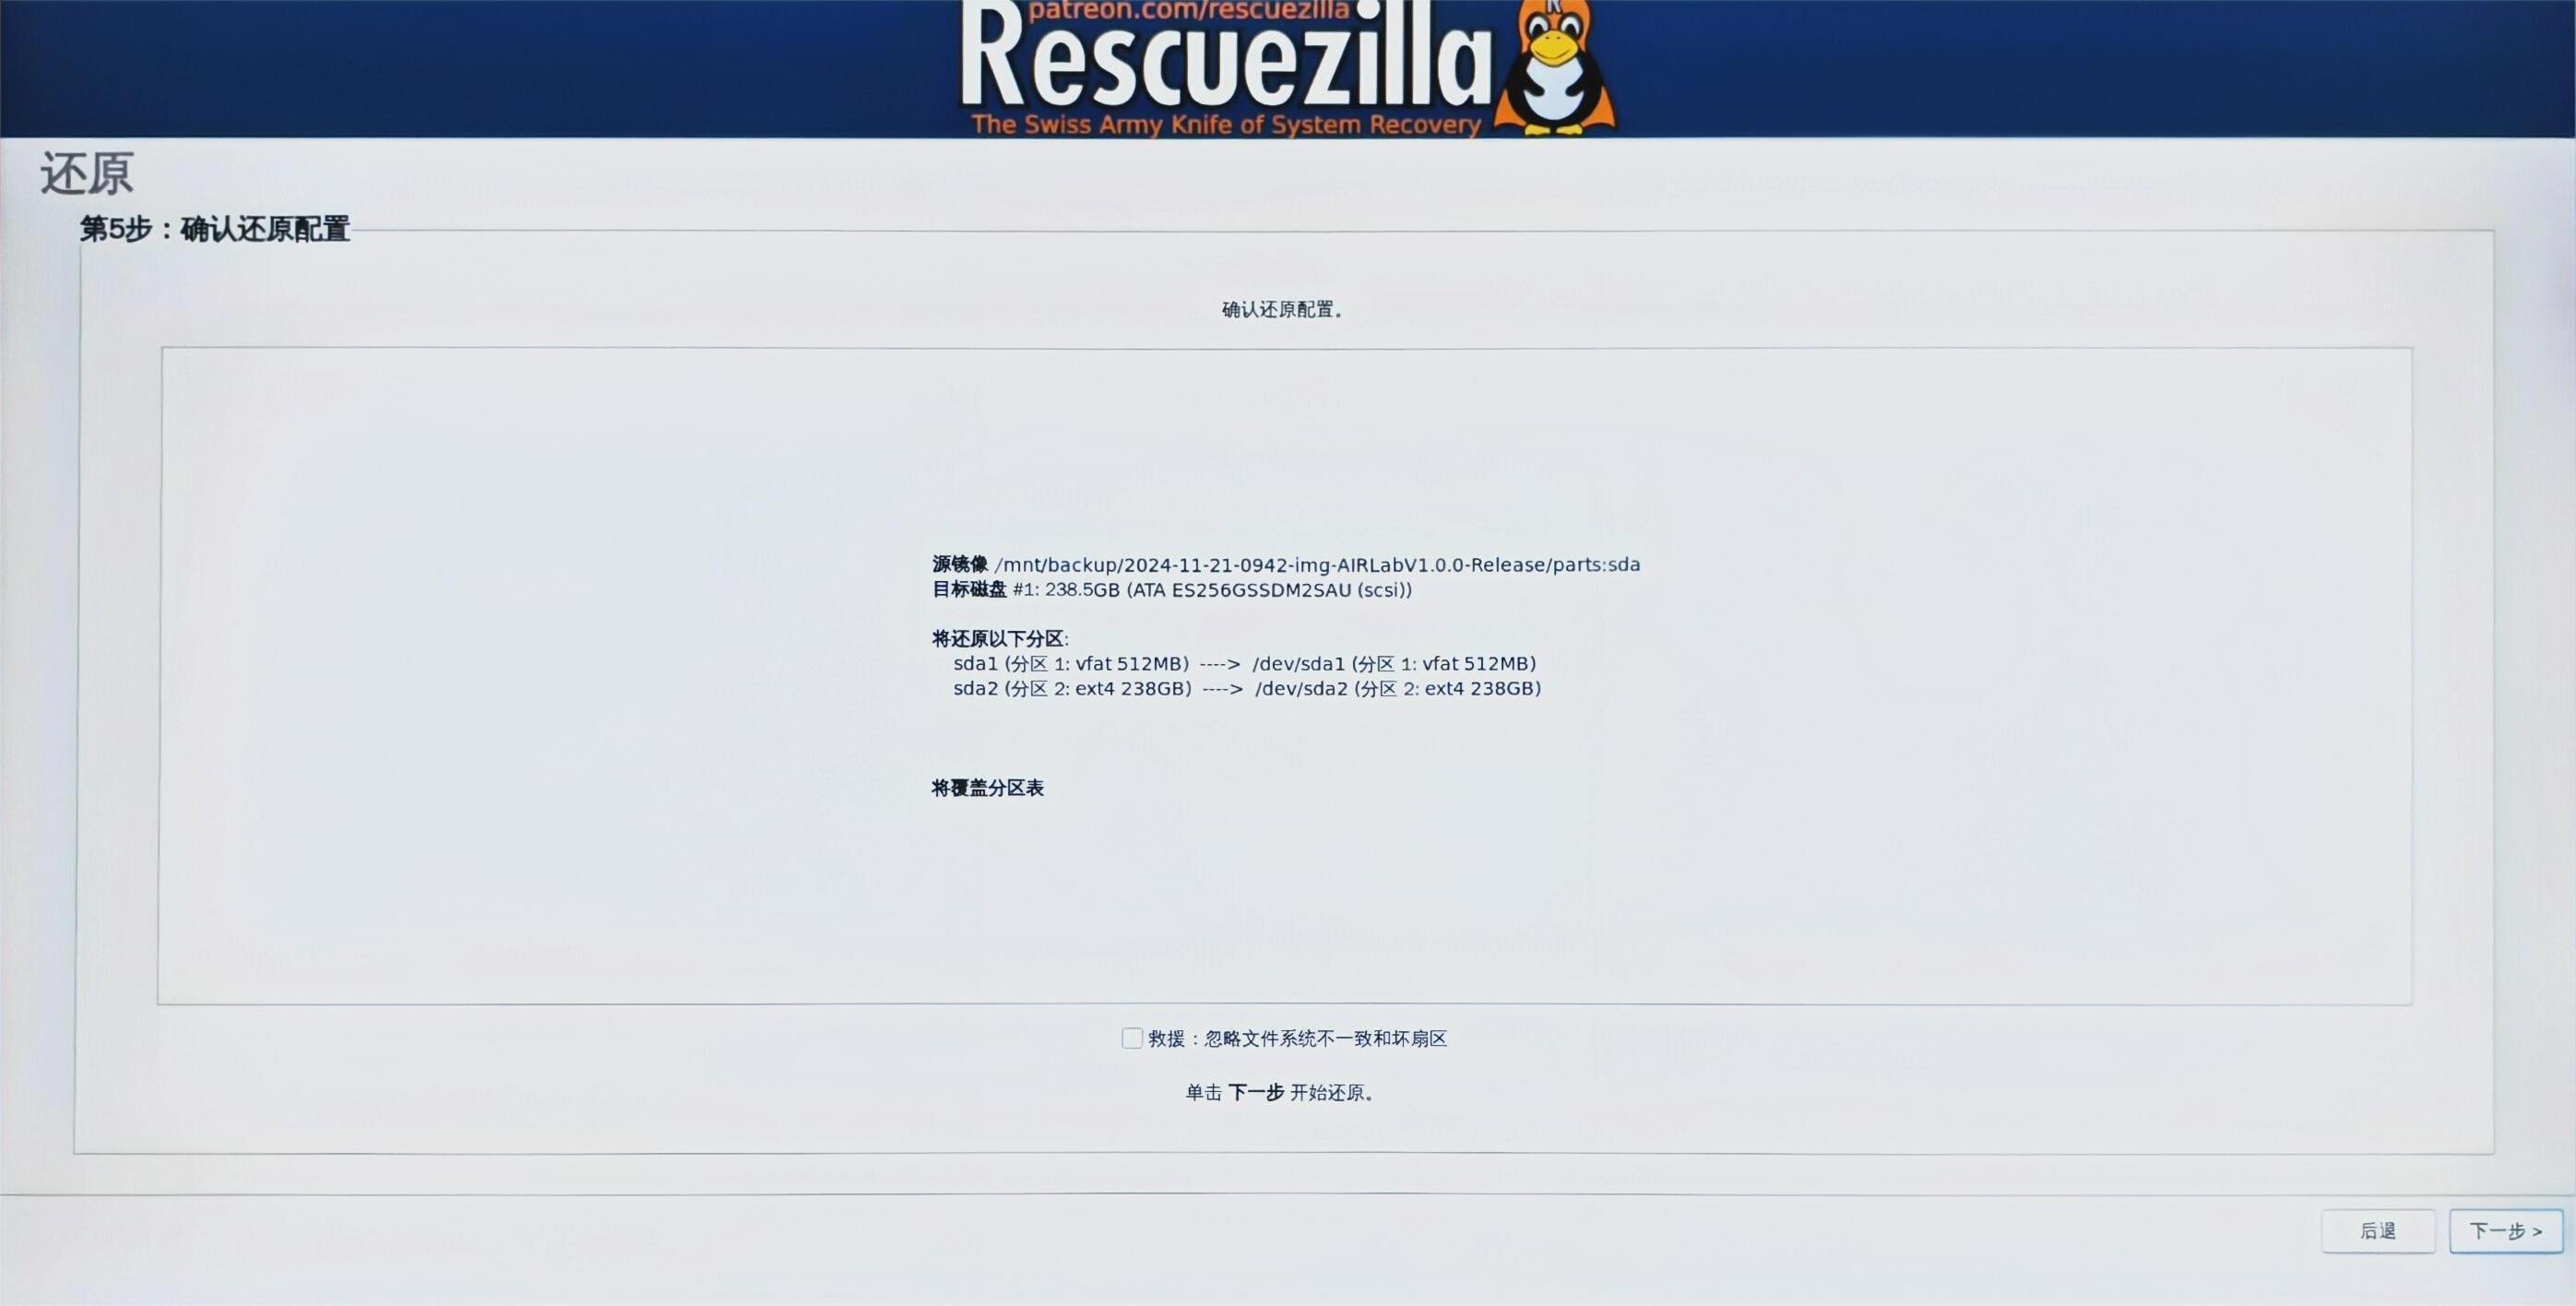 patreon.com/rescuezilla
Rescuezilla
R
The Swiss Army Knife of System Recovery
还原
第5步：确认还原配置
确认还原配置。
源镜像 /mnt/backup/2024-11-21-0942-img-AIRLabV1.0.0-Release/parts:sda
目标磁盘 #1: 238.5GB (ATA ES256GSSDM2SAU (scsi))
将还原以下分区:
sda1 (分区 1: vfat 512MB) ----> /dev/sda1 (分区 1: vfat 512MB)
sda2 (分区 2: ext4 238GB) ----> /dev/sda2 (分区 2: ext4 238GB)
将覆盖分区表
救援：忽略文件系统不一致和坏扇区
单击 下一步 开始还原。
后退
下一步 >